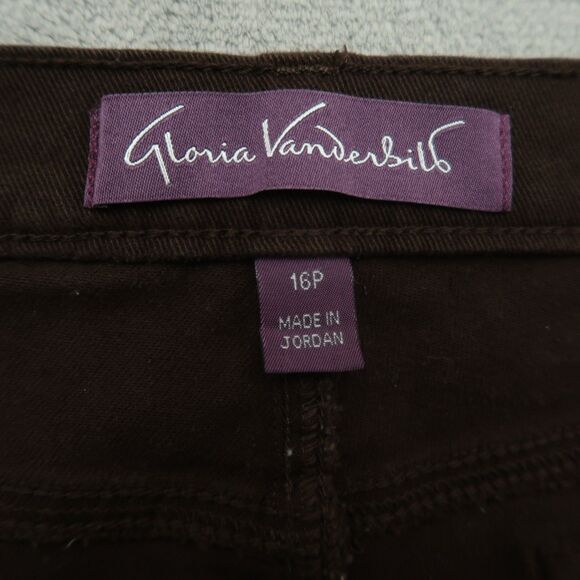 Gloria Vanderbilt
16P
MADE IN
JORDAN